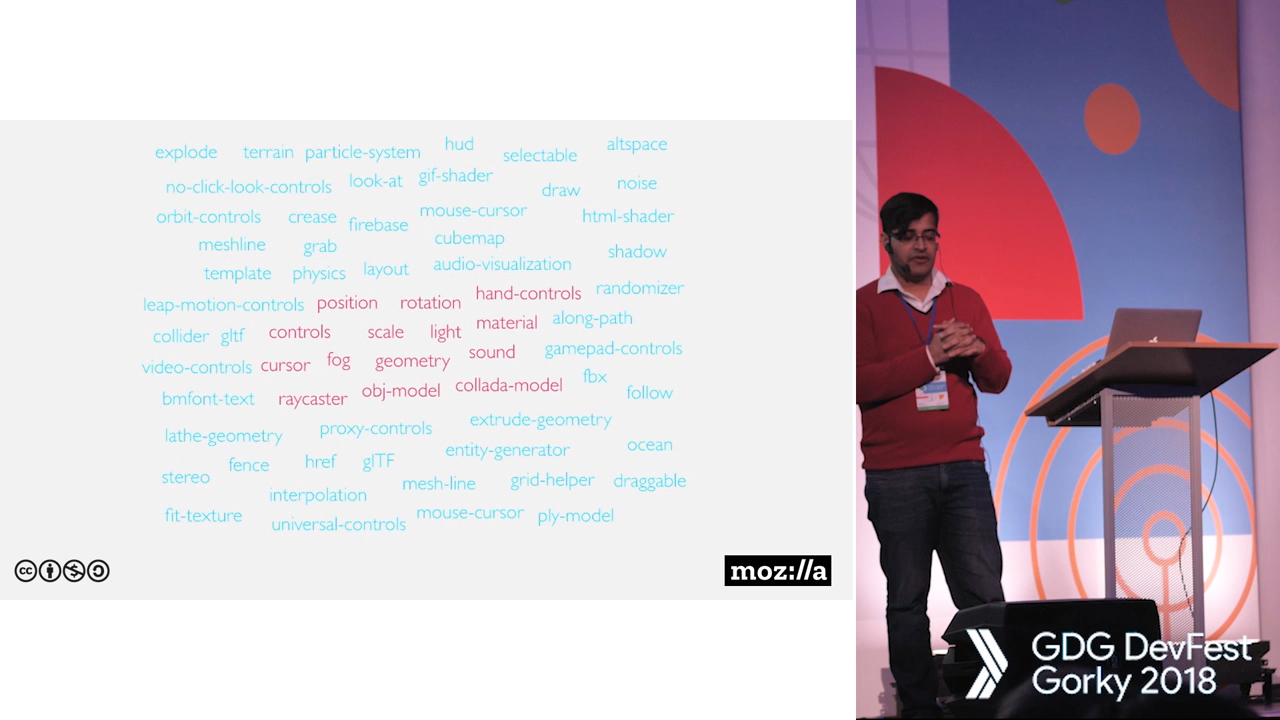 explode terrain particle-system hud selectable altspace
no-click-look-controls look-at gif-shader draw noise
orbit-controls crease firebase mouse-cursor html-shader
meshline grab cubemap shadow
template physics layout audio-visualization
leap-motion-controls position rotation hand-controls randomizer
collider gltf controls scale light material along-path
video-controls cursor fog geometry sound gamepad-controls
bmfont-text raycaster obj-model collada-model fbx follow
lathe-geometry proxy-controls extrude-geometry
stereo fence href glTF entity-generator ocean
interpolation mesh-line grid-helper draggable
fit-texture universal-controls mouse-cursor ply-model
cc
moz://a
GDG DevFest
Gorky 2018